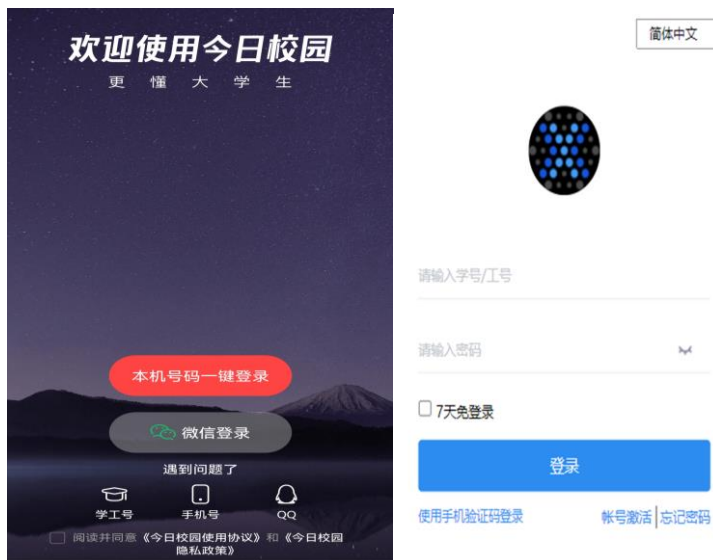 欢迎使用今日校园
更 懂 大 学 生
本机号码一键登录
微信登录
遇到问题了
学工号
手机号
QQ
阅读并同意《今日校园使用协议》和《今日校园
隐私政策》
简体中文
请输入学号/工号
请输入密码
7天免登录
登录
使用手机验证码登录
帐号激活|忘记密码